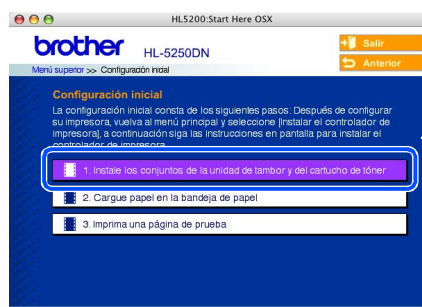 HL5200:Start Here OSX
brother
HL-5250DN
Salir
Menú superior >> Configuración inicial
Anterior
Configuración inicial
La configuración inicial consta de los siguientes pasos: Después de configurar
su impresora, vuelva al menú principal y seleccione [Instalar el controlador de
impresora], a continuación siga las instrucciones en pantalla para instalar el
controlador de impresora.
1. Instale los conjuntos de la unidad de tambor y del cartucho de tóner
2. Cargue papel en la bandeja de papel
3. Imprima una página de prueba